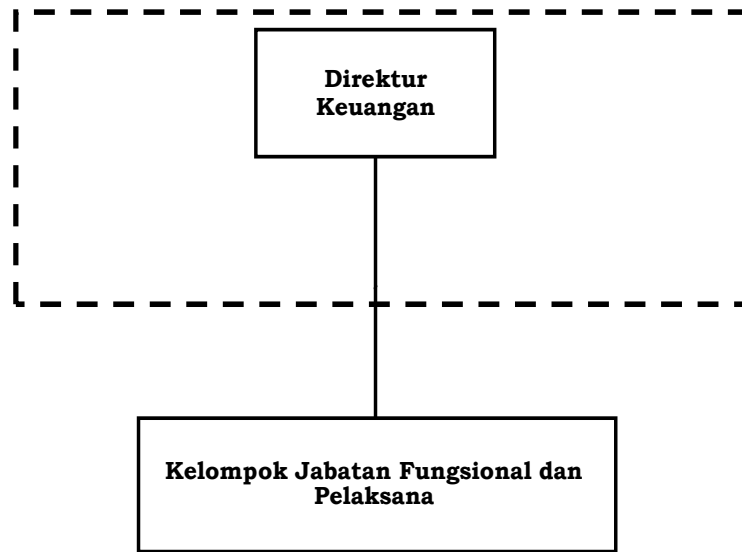 Direktur
Keuangan
Kelompok Jabatan Fungsional dan
Pelaksana